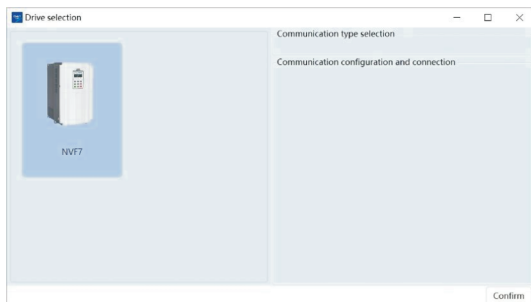 Drive selection
Communication type selection
Communication configuration and connection
NVF7
Confirm